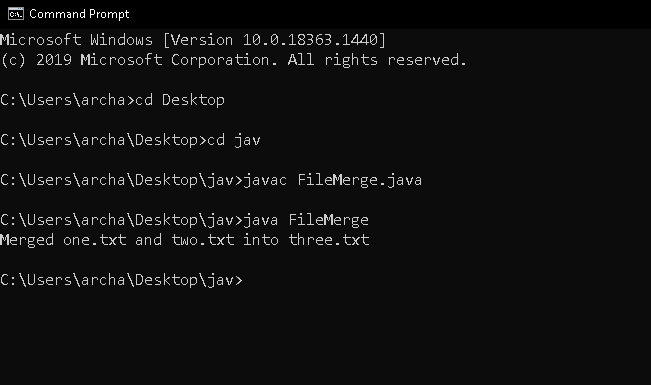 Command Prompt
Microsoft Windows [Version 10.0.18363.1440]
(c) 2019 Microsoft Corporation. All rights reserved.
C:\Users\archa>cd Desktop
C:\Users\archa\Desktop>cd jav
C:\Users\archa\Desktop\jav>javac FileMerge.java
C:\Users\archa\Desktop\jav>java FileMerge
Merged one.txt and two.txt into three.txt
C:\Users\archa\Desktop\jav>